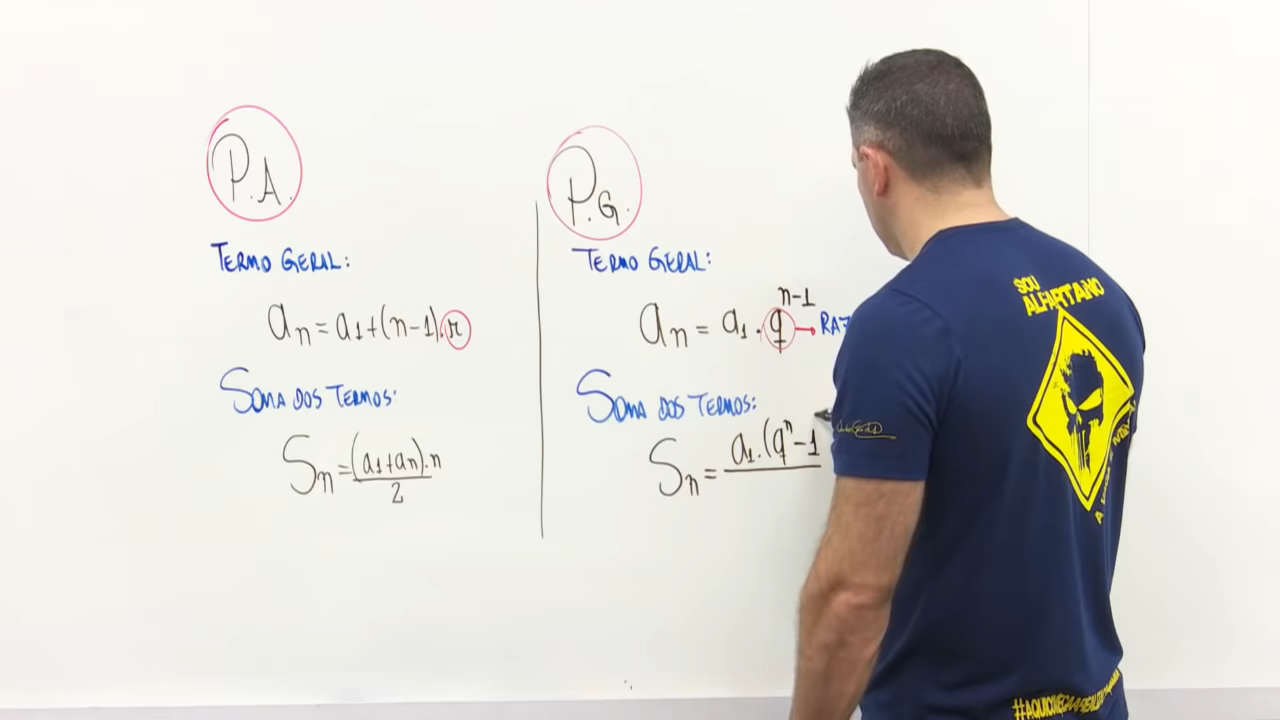 P.A.
TERMO GERAL:
an = a1+(n-1).r
SOMA DOS TERMOS:
Sn = (a1+an).n
2
P.G.
TERMO GERAL:
an = a1 . q^n-1
SOMA DOS TERMOS:
Sn = a1.(q^n-1
SOU
ALFARTANO